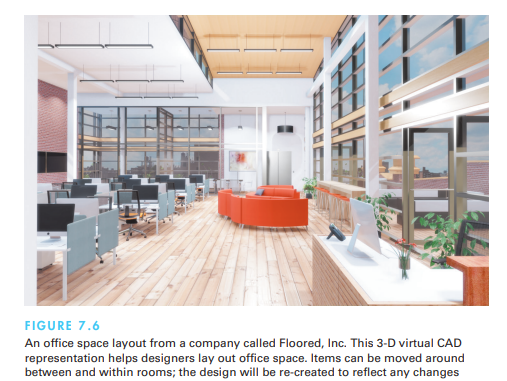 FIGURE 7.6
An office space layout from a company called Floored, Inc. This 3-D virtual CAD
representation helps designers lay out office space. Items can be moved around
between and within rooms; the design will be re-created to reflect any changes